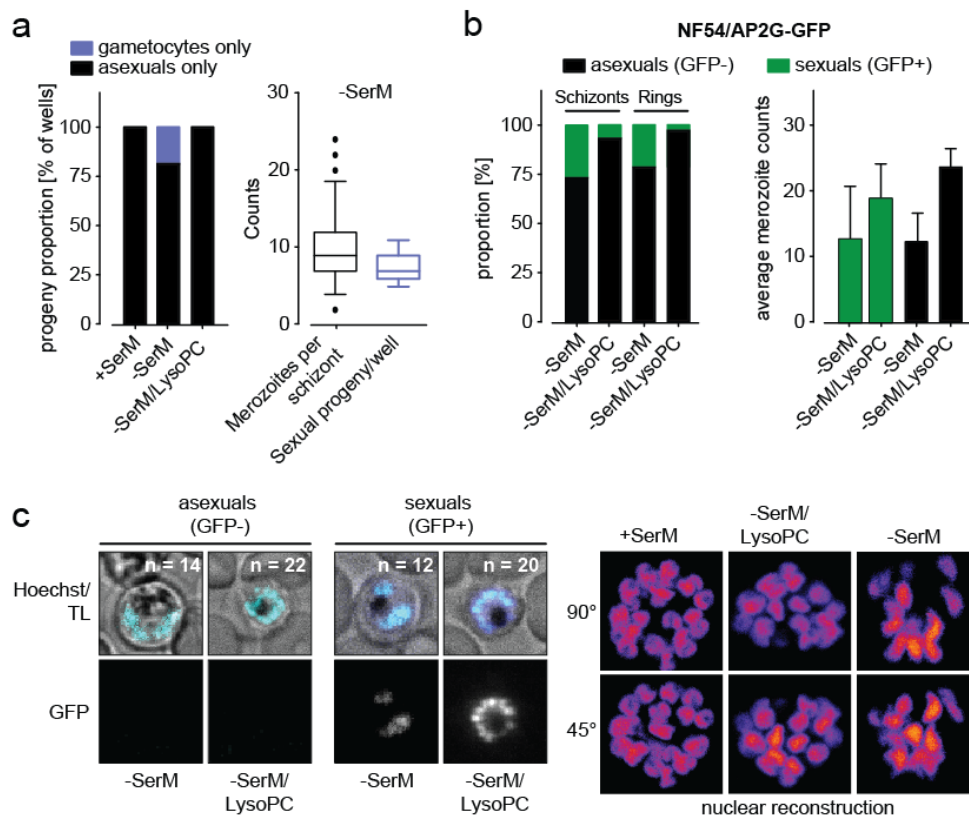 a
gametocytes only
asexuals only
progeny proportion [% of wells]
100
75
50
25
0
+SerM
-SerM
-SerM/LysoPC
-SerM
Counts
30
20
10
0
Merozoites per
schizont
Sexual progeny/well
b
NF54/AP2G-GFP
asexuals (GFP-)
sexuals (GFP+)
Schizonts
Rings
proportion [%]
100
75
50
25
0
-SerM
-SerM/LysoPC
-SerM
-SerM/LysoPC
average merozoite counts
30
20
10
0
-SerM
-SerM/LysoPC
-SerM
-SerM/LysoPC
c
asexuals
(GFP-)
sexuals
(GFP+)
Hoechst/
TL
n = 14
n = 22
n = 12
n = 20
GFP
-SerM
-SerM/
LysoPC
-SerM
-SerM/
LysoPC
+SerM
-SerM/
LysoPC
-SerM
90°
45°
nuclear reconstruction